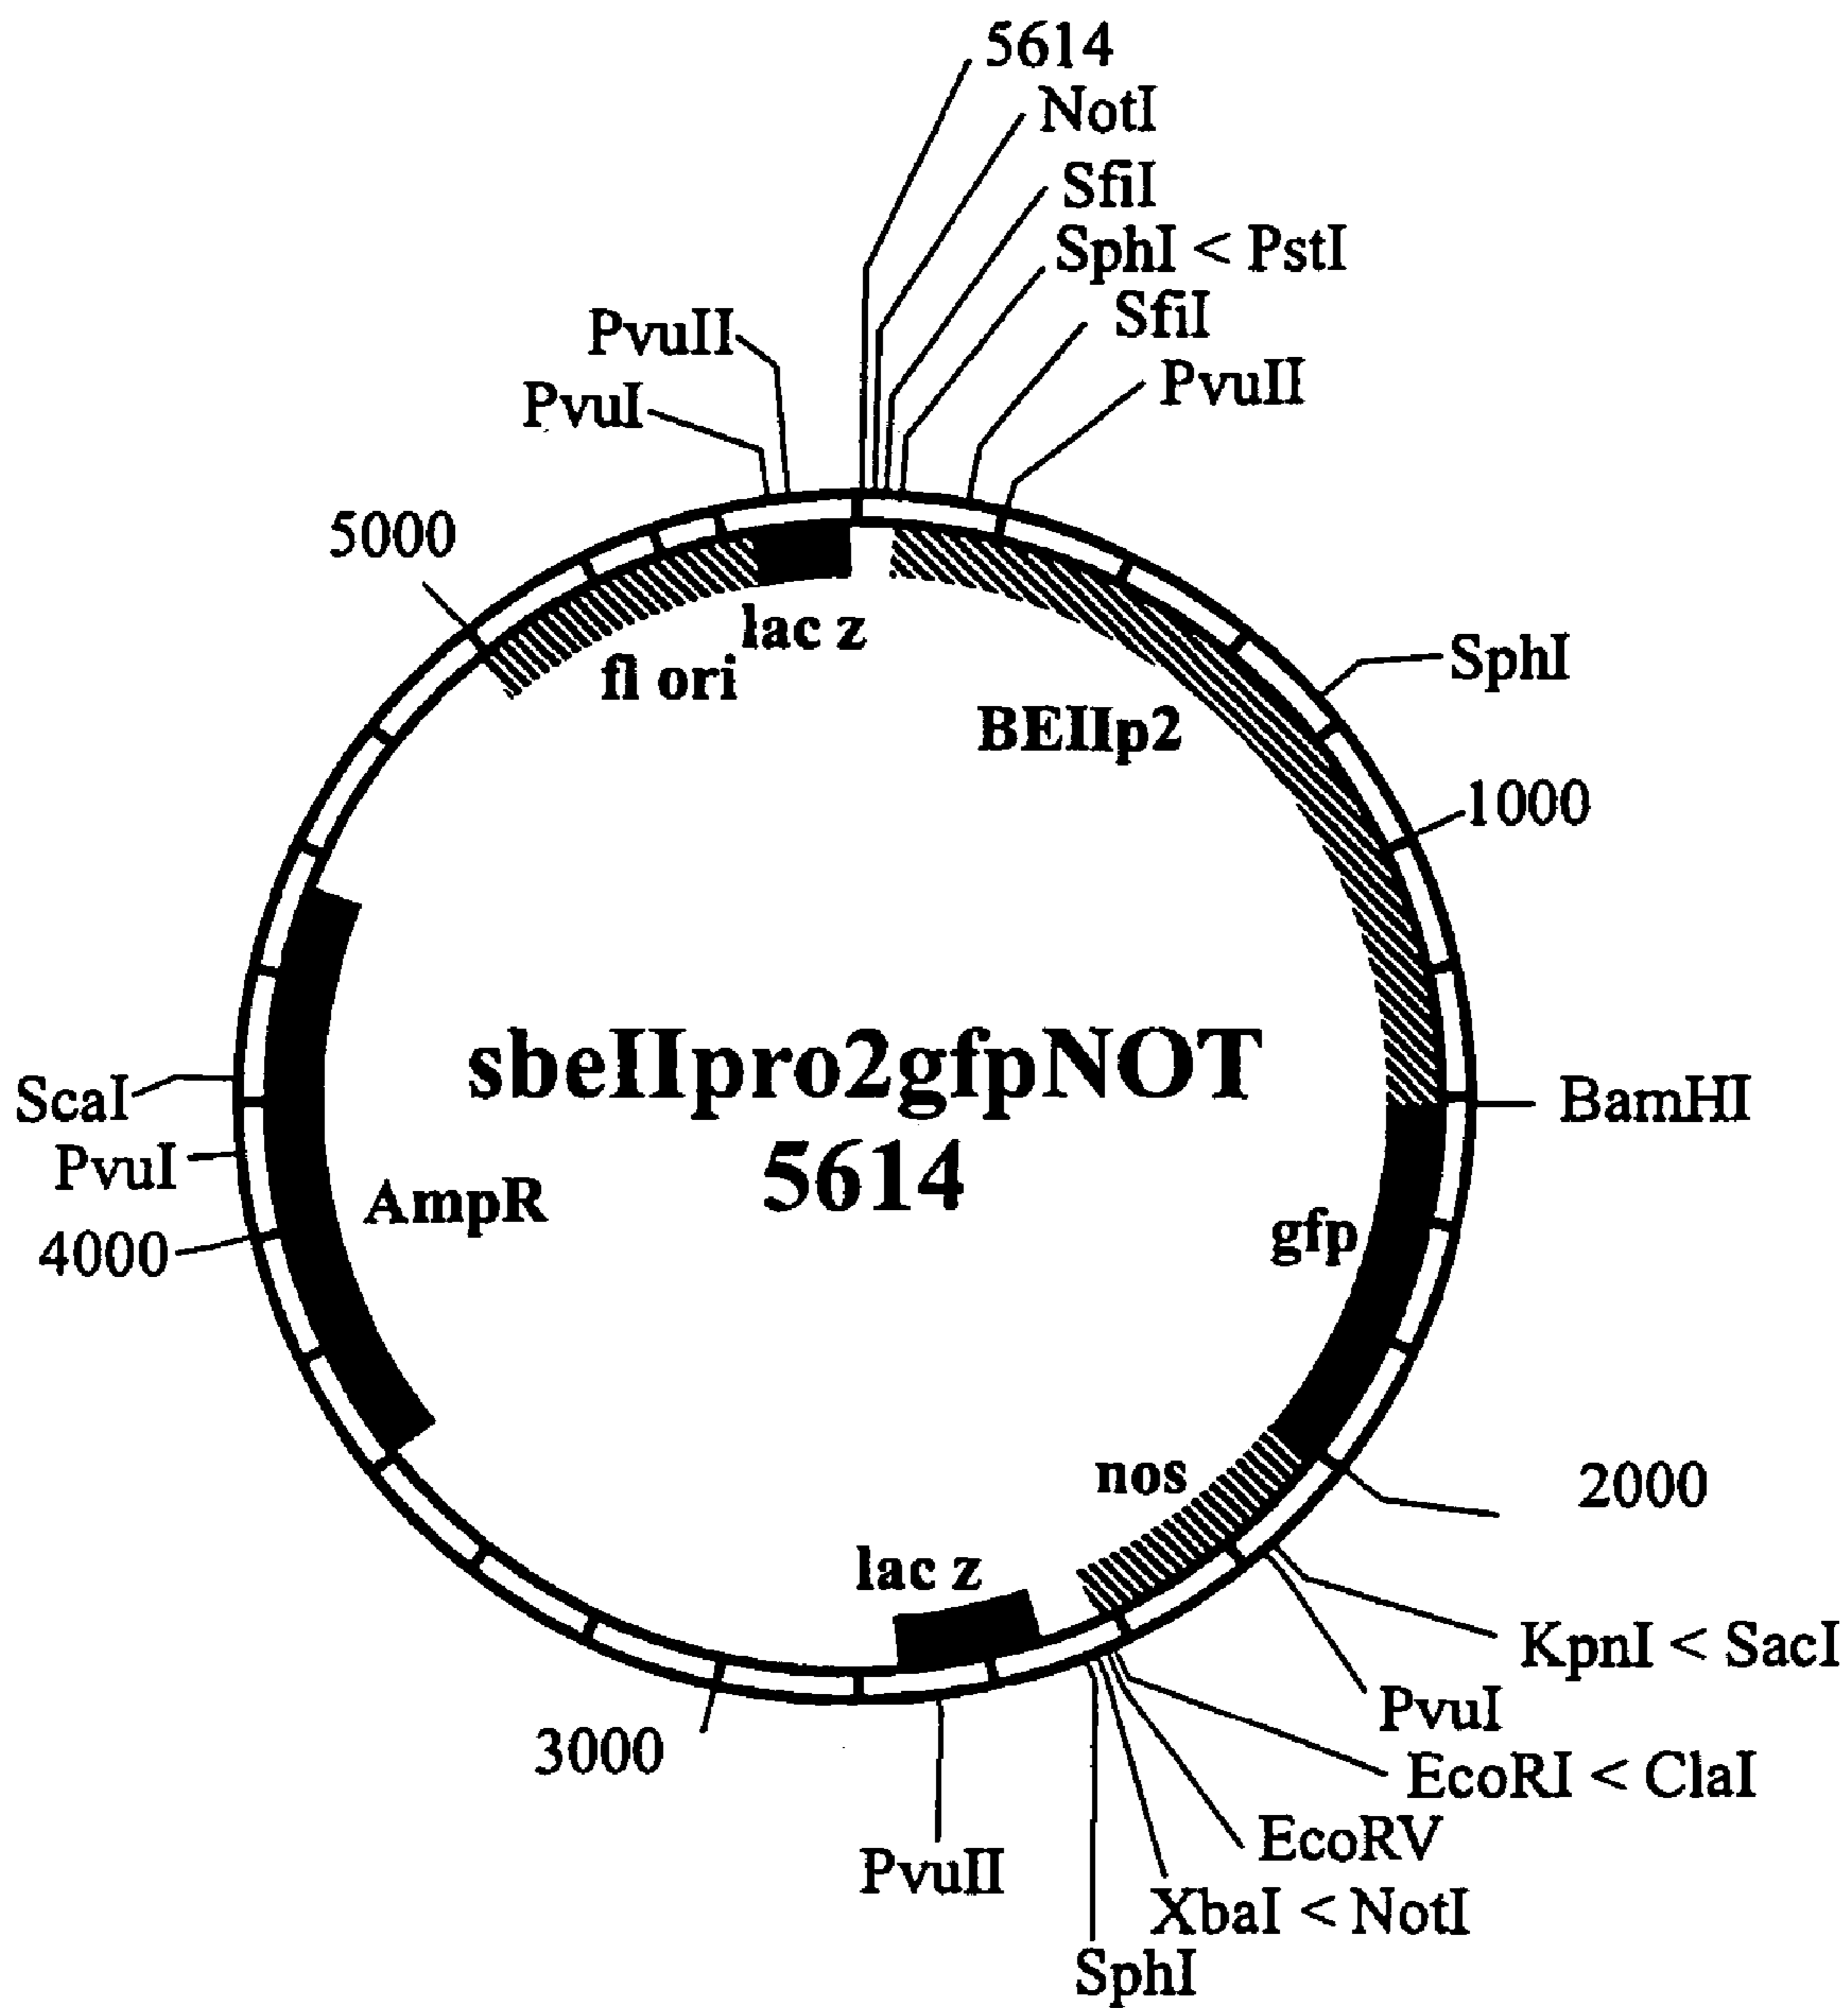 5614
NotI
SfiI
SphI < PstI
SfiI
PvuII
PvuII
PvuI
5000
lac z
fl ori
BEIIp2
SphI
1000
sbeIIpro2gfpNOT
5614
BamHI
ScaI
PvuI
AmpR
4000
gfp
nos
2000
lac z
KpnI < SacI
PvuI
3000
EcoRI < ClaI
EcoRV
PvuII
XbaI < NotI
SphI